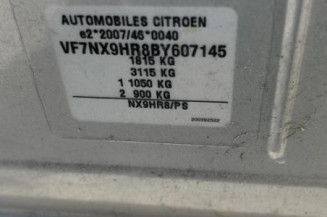 AUTOMOBILES CITROEN
e2*2007/46*0040
VF7NX9HR8BY607145
1815 KG
3115 KG
1 1050 KG
2 900 KG
NX9HR8/PS